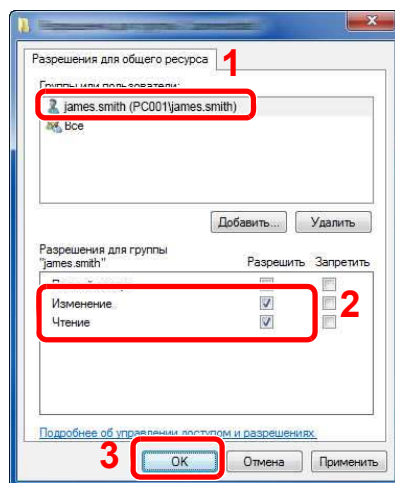 Разрешения для общего ресурса
1
Группы или пользователи:
james.smith (PC001\james.smith)
Все
Добавить... Удалить
Разрешения для группы
"james.smith" Разрешить Запретить
Изменение
2
Чтение
Подробнее об управлении доступом и разрешениях.
3
OK Отмена Применить